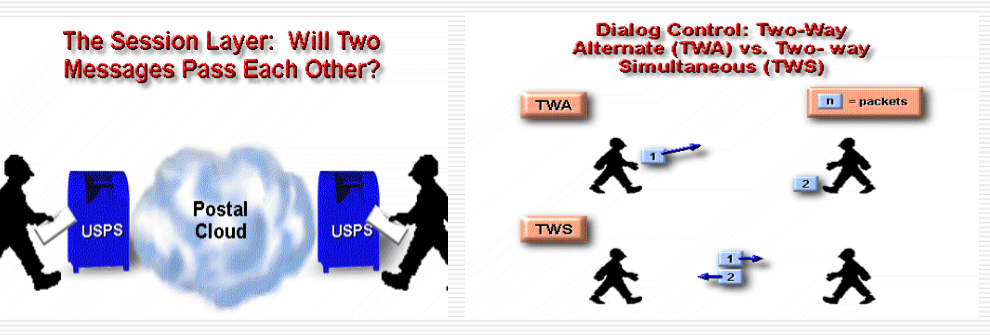 The Session Layer: Will Two
Messages Pass Each Other?
USPS
Postal
Cloud
USPS
Dialog Control: Two-Way
Alternate (TWA) vs. Two- way
Simultaneous (TWS)
TWA
n = packets
1
2
TWS
1
2